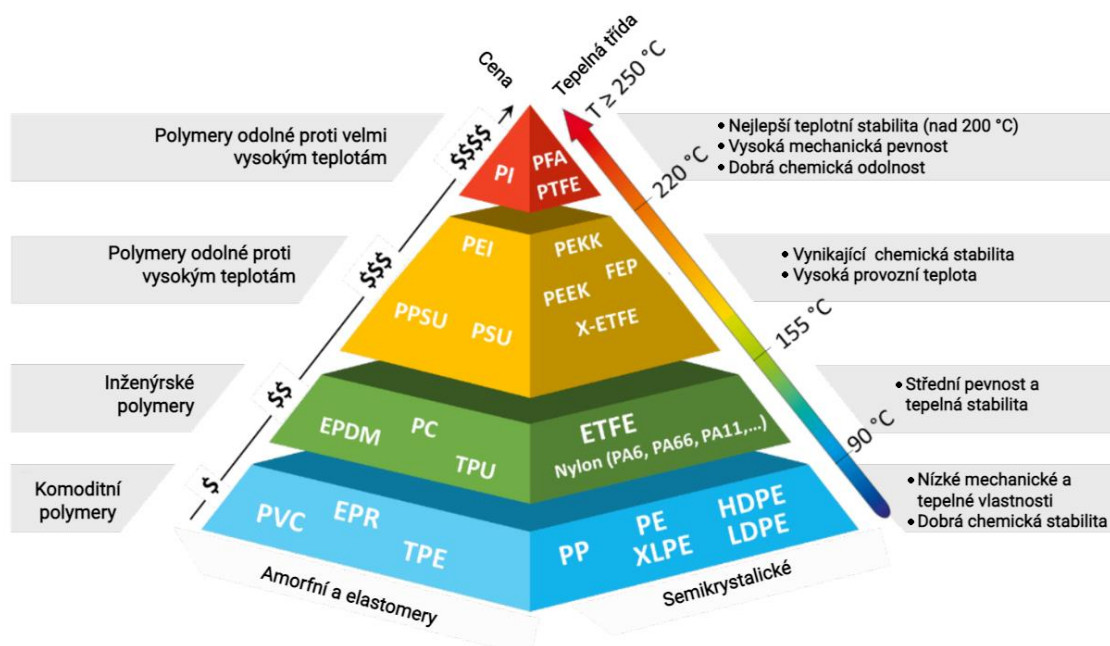 Cena
Tepelná třída
T ≥ 250 °C
Polymery odolné proti velmi
vysokým teplotám
$$$$
PI
PFA
PTFE
• Nejlepší teplotní stabilita (nad 200 °C)
• Vysoká mechanická pevnost
• Dobrá chemická odolnost
220 °C
Polymery odolné proti
vysokým teplotám
$$$
PEI
PPSU
PSU
PEKK
FEP
PEEK
X-ETFE
• Vynikající chemická stabilita
• Vysoká provozní teplota
155 °C
Inženýrské
polymery
$$
EPDM
PC
TPU
ETFE
Nylon (PA6, PA66, PA11,...)
• Střední pevnost a
tepelná stabilita
90 °C
Komoditní
polymery
$
PVC
EPR
TPE
PP
PE
XLPE
HDPE
LDPE
• Nízké mechanické a
tepelné vlastnosti
• Dobrá chemická stabilita
Amorfní a elastomery
Semikrystalické